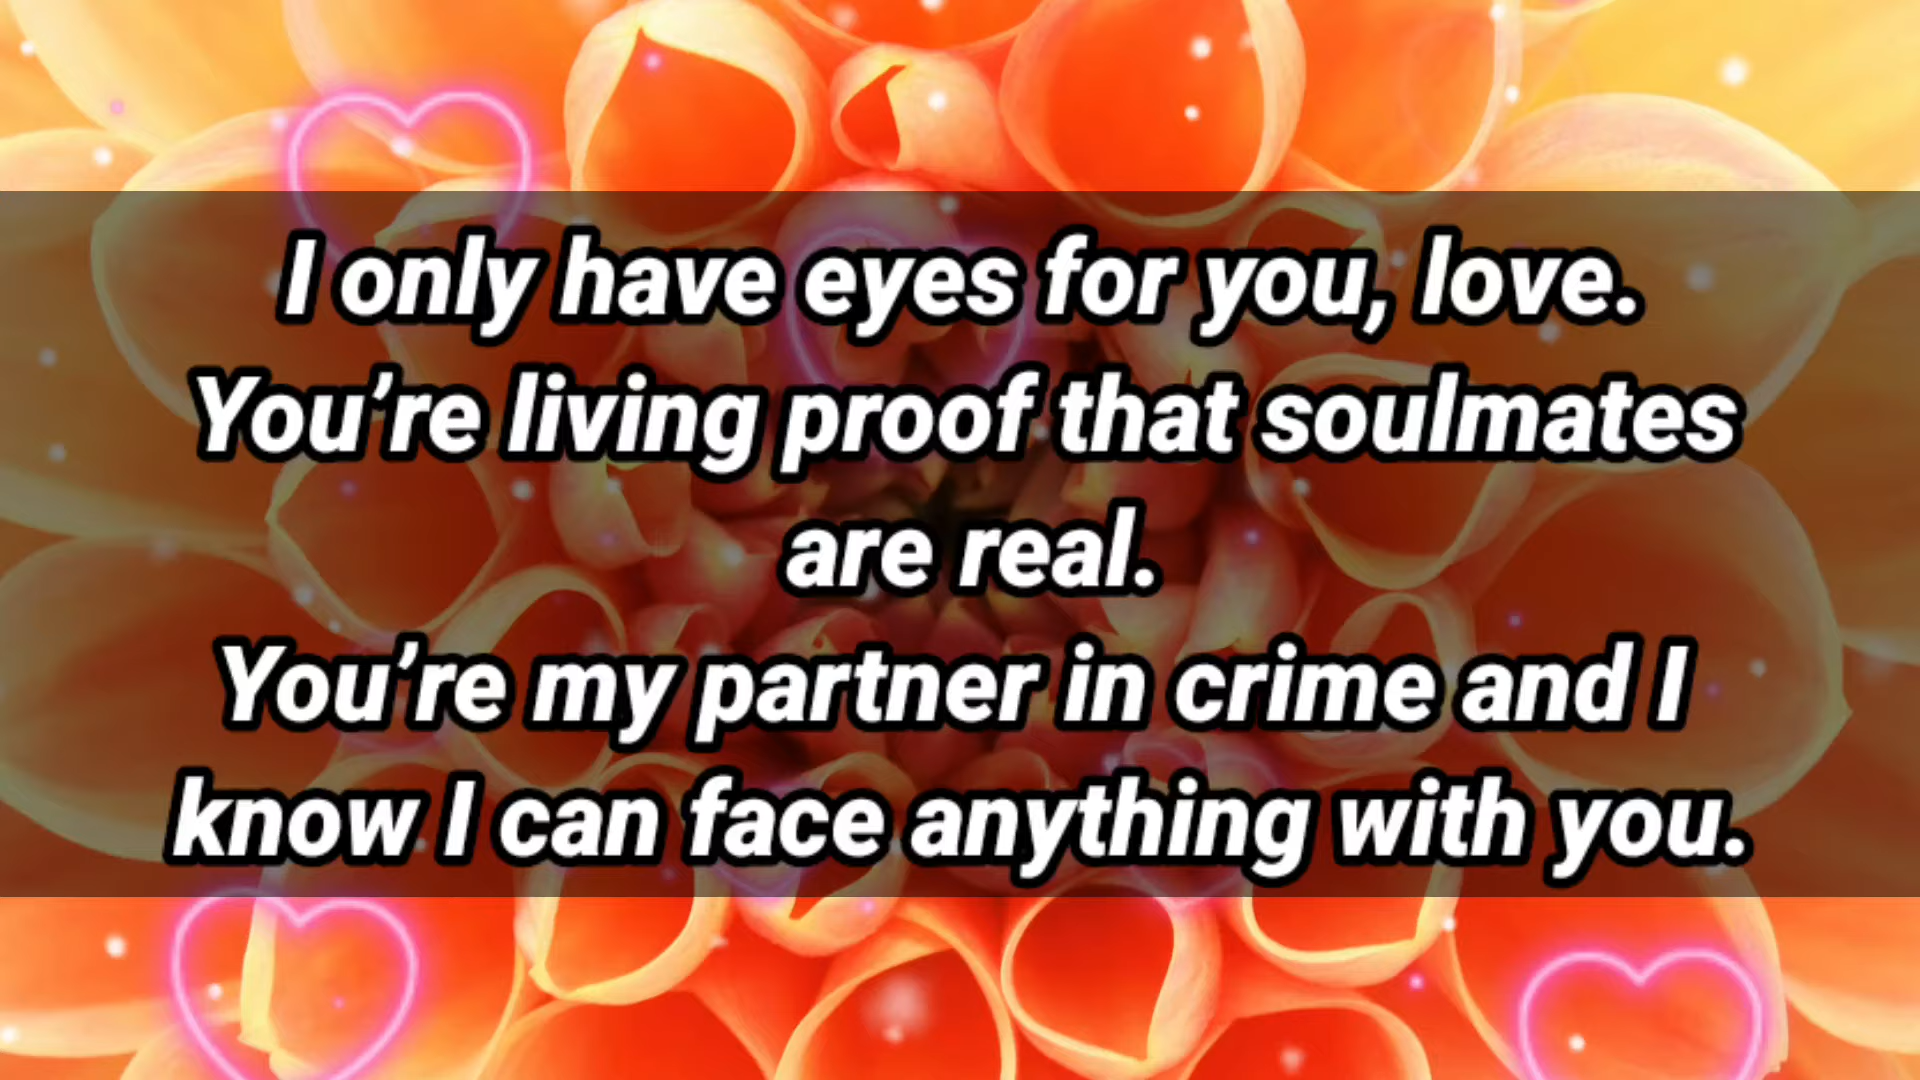 I only have eyes for you, love.
You’re living proof that soulmates
are real.
You’re my partner in crime and I
know I can face anything with you.